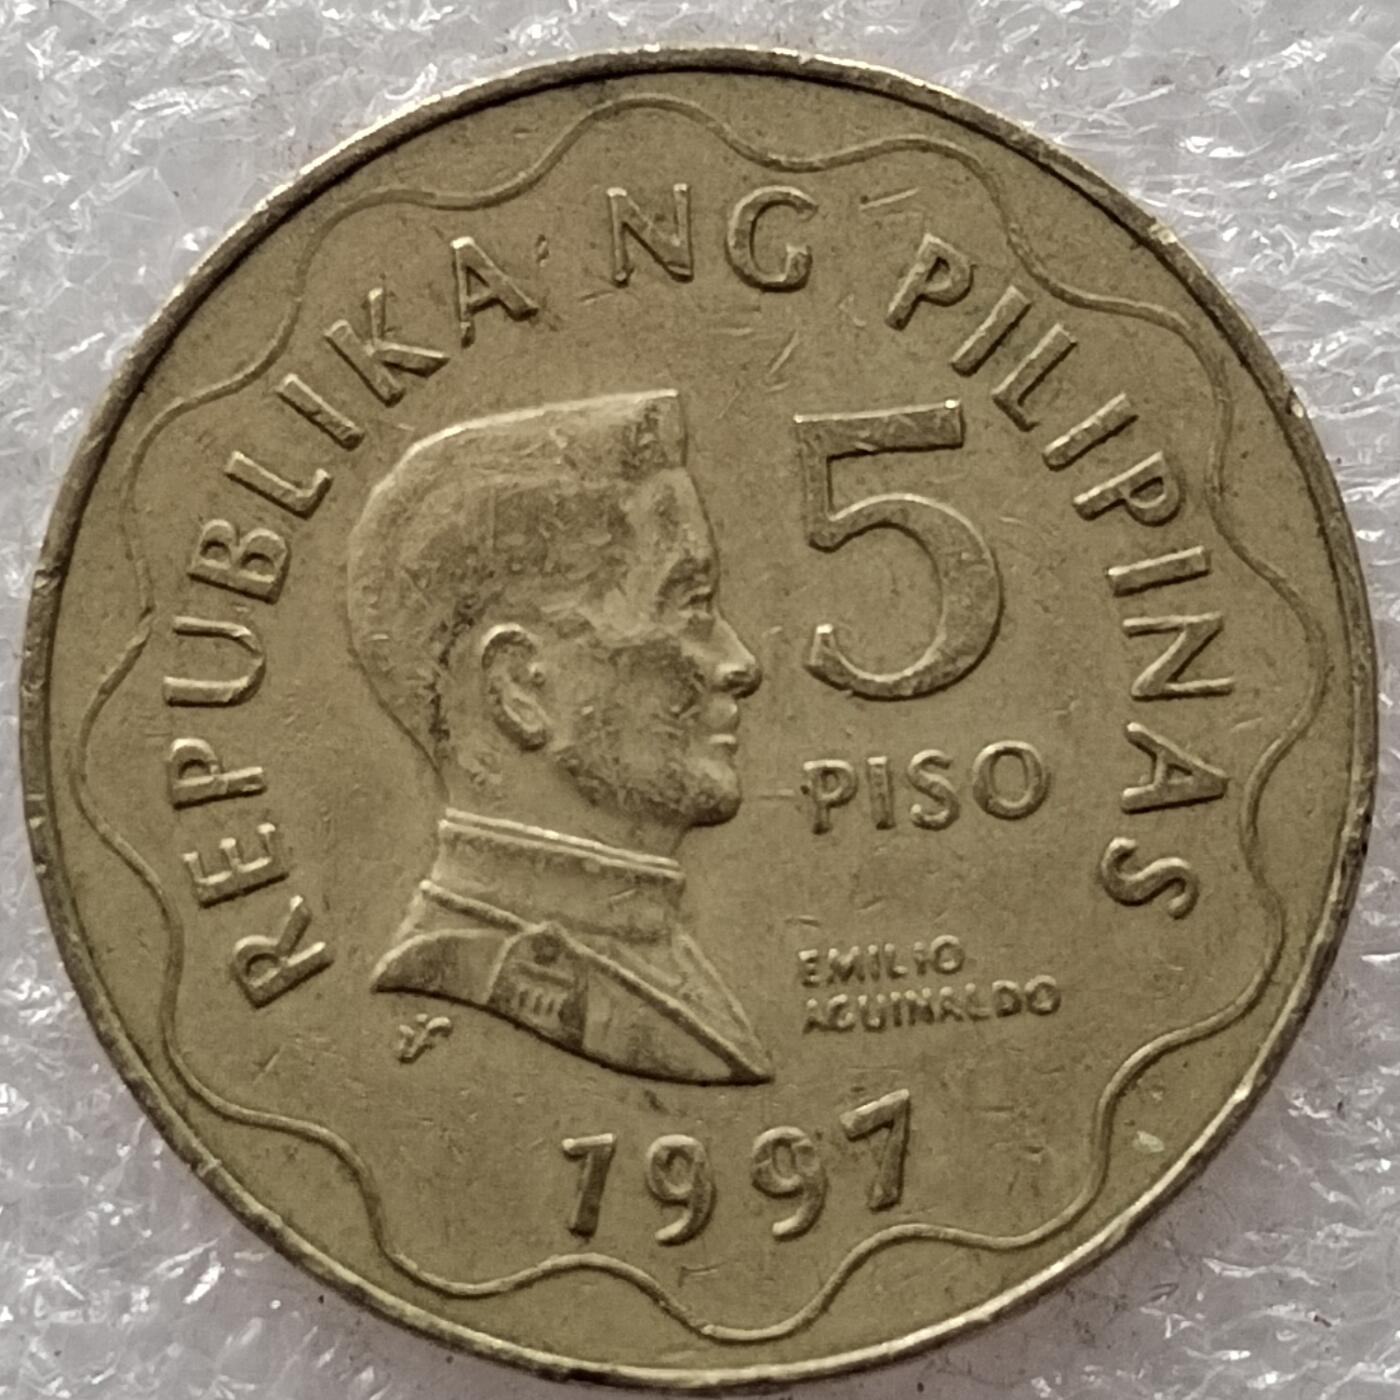 REPUBLIKA NG PILIPINAS
5
PISO
EMILIO
AGUINALDO
1997